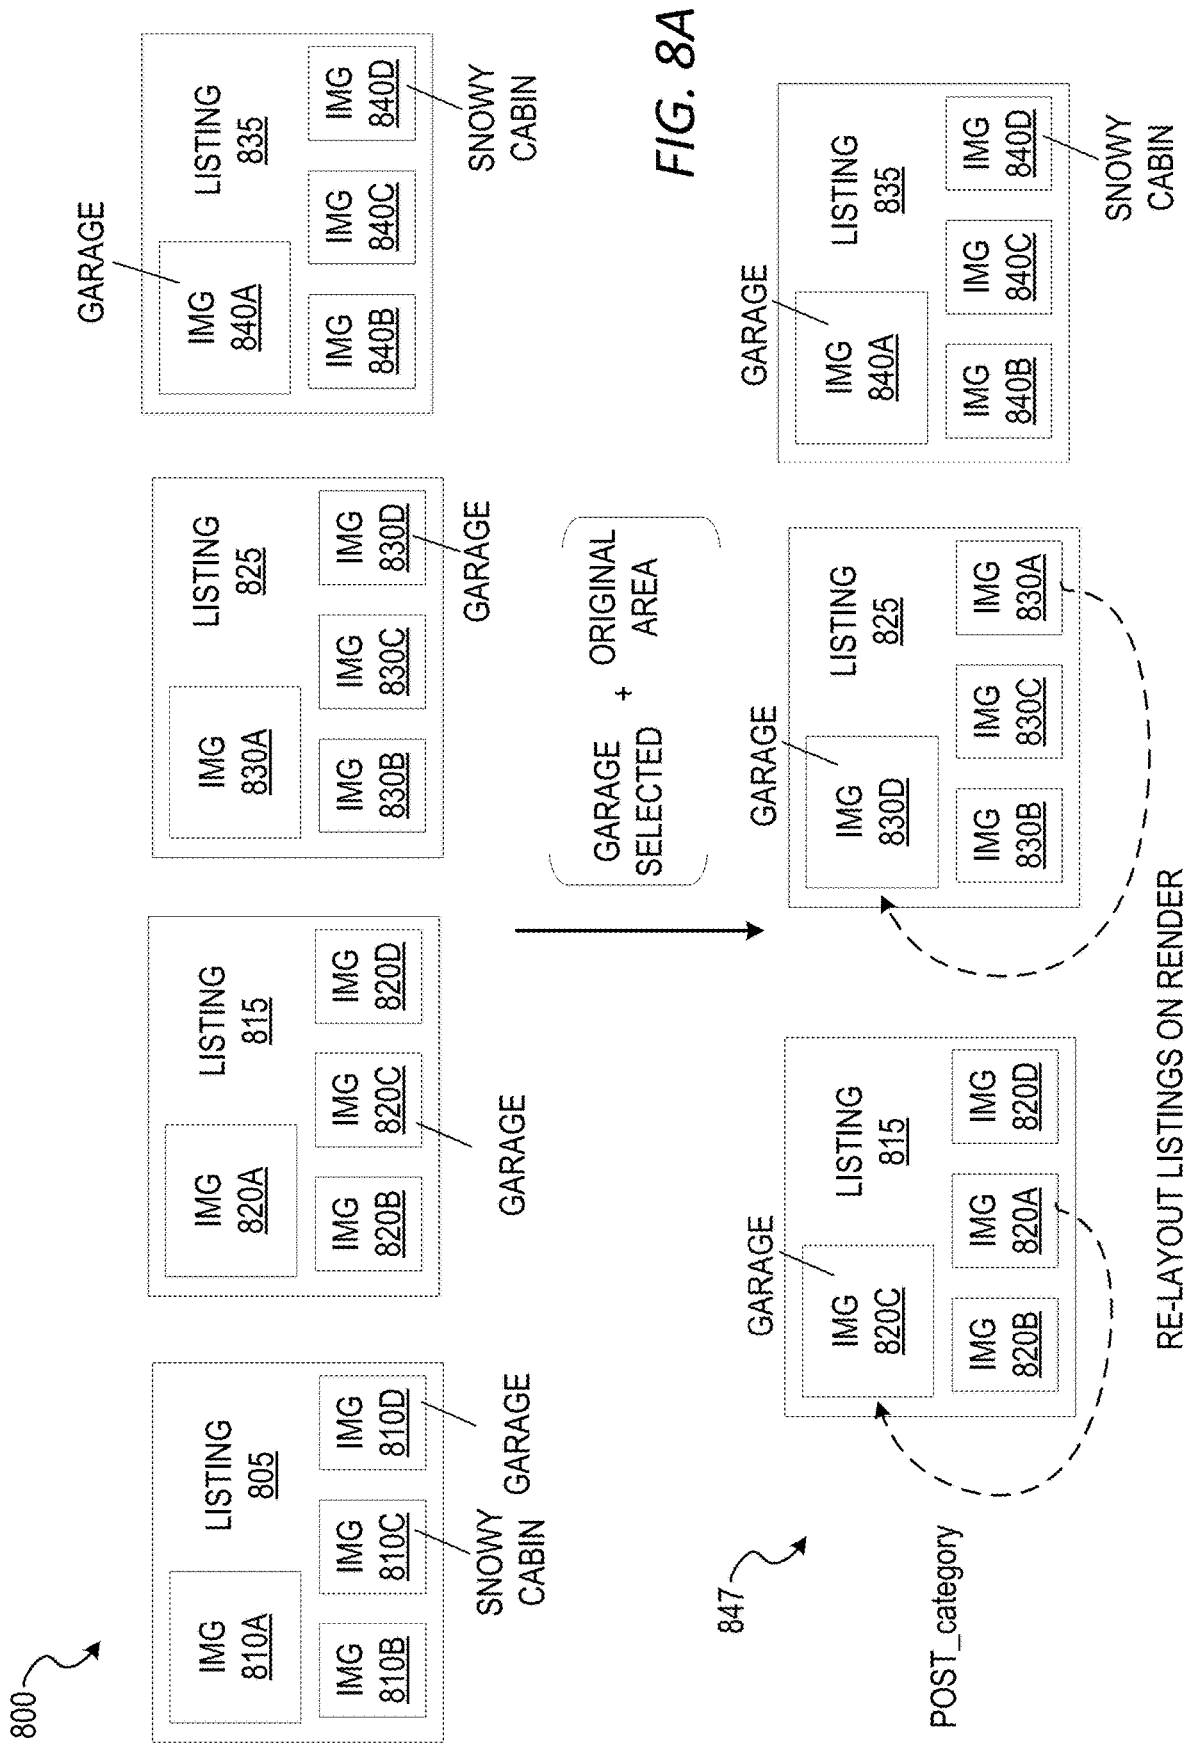 800
LISTING
805
IMG
810A
IMG
810B
IMG
810C
IMG
810D
SNOWY
CABIN
GARAGE
LISTING
815
IMG
820A
IMG
820B
IMG
820C
IMG
820D
GARAGE
LISTING
825
IMG
830A
IMG
830B
IMG
830C
IMG
830D
GARAGE
GARAGE
LISTING
835
IMG
840A
IMG
840B
IMG
840C
IMG
840D
SNOWY
CABIN
GARAGE
SELECTED
+
ORIGINAL
AREA
FIG. 8A
847
POST_category
GARAGE
LISTING
815
IMG
820C
IMG
820B
IMG
820A
IMG
820D
GARAGE
LISTING
825
IMG
830D
IMG
830B
IMG
830C
IMG
830A
GARAGE
LISTING
835
IMG
840A
IMG
840B
IMG
840C
IMG
840D
SNOWY
CABIN
RE-LAYOUT LISTINGS ON RENDER